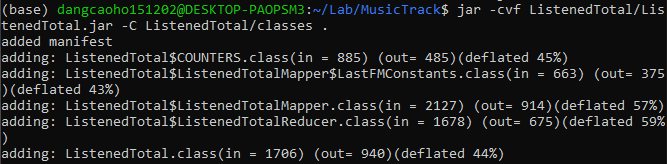 (base) dangcaoho151202@DESKTOP-PAOPSM3:~/Lab/MusicTrack$ jar -cvf ListenedTotal/Lis
tenedTotal.jar -C ListenedTotal/classes .
added manifest
adding: ListenedTotal$COUNTERS.class(in = 885) (out= 485)(deflated 45%)
adding: ListenedTotal$ListenedTotalMapper$LastFMConstants.class(in = 663) (out= 375
)(deflated 43%)
adding: ListenedTotal$ListenedTotalMapper.class(in = 2127) (out= 914)(deflated 57%)
adding: ListenedTotal$ListenedTotalReducer.class(in = 1678) (out= 675)(deflated 59%
)
adding: ListenedTotal.class(in = 1706) (out= 940)(deflated 44%)